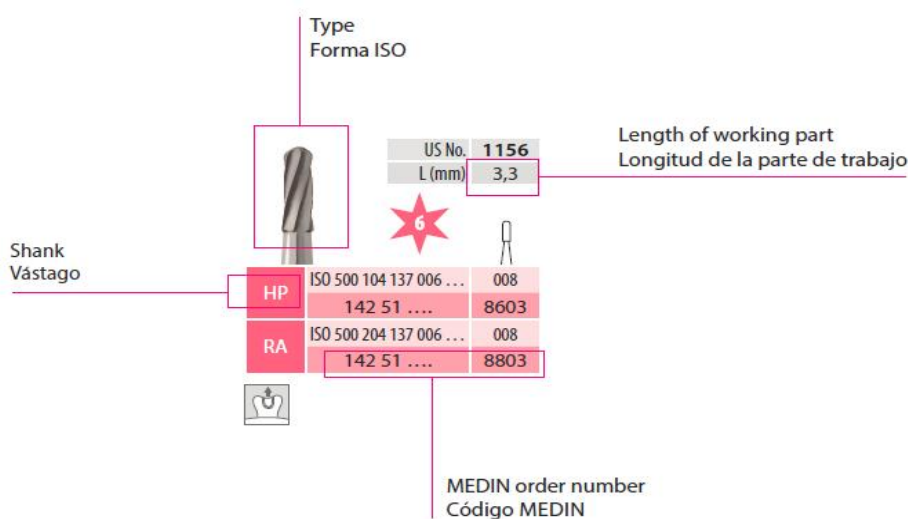 Type
Forma ISO
US No. 1156
L (mm) 3,3
Length of working part
Longitud de la parte de trabajo
6
Shank
Vástago
HP ISO 500 104 137 006 ... 008
142 51 .... 8603
RA ISO 500 204 137 006 ... 008
142 51 .... 8803
MEDIN order number
Código MEDIN